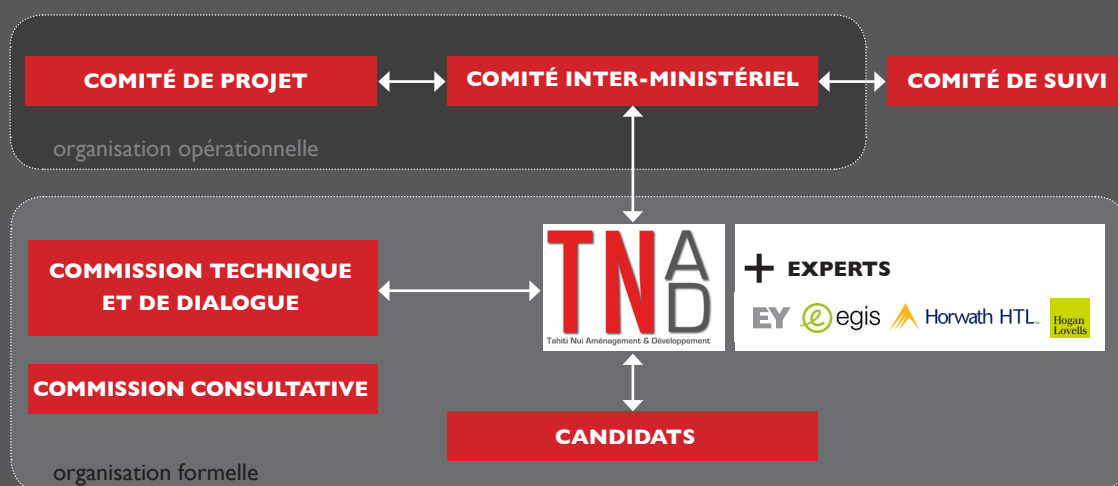 COMITÉ DE PROJET
COMITÉ INTER-MINISTÉRIEL
COMITÉ DE SUIVI
organisation opérationnelle
COMMISSION TECHNIQUE
ET DE DIALOGUE
TNAD
Tahiti Nui Aménagement & Développement
+ EXPERTS
EY
e egis
Horwath HTL
Hogan
Lovells
COMMISSION CONSULTATIVE
CANDIDATS
organisation formelle